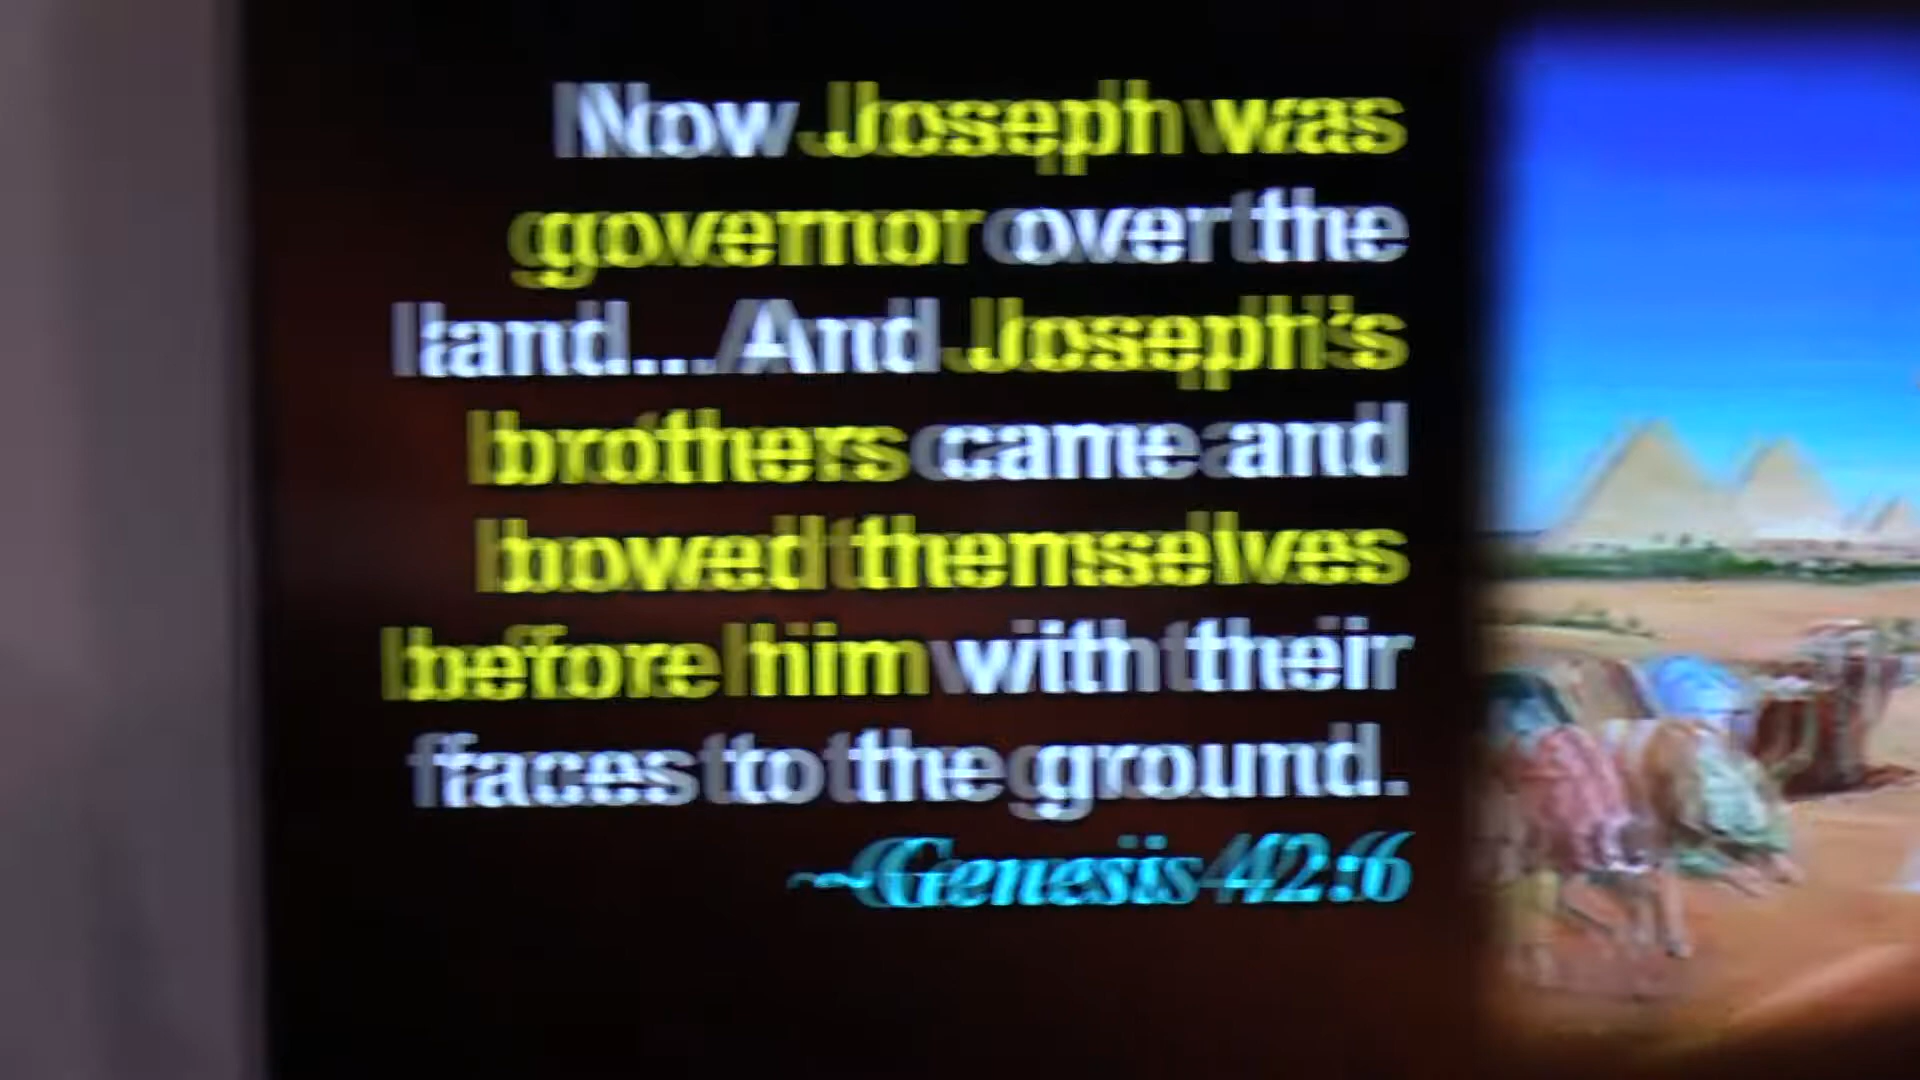 Now Joseph was
governor over the
land... And Joseph's
brothers came and
bowed themselves
before him with their
faces to the ground.
~Genesis 42:6